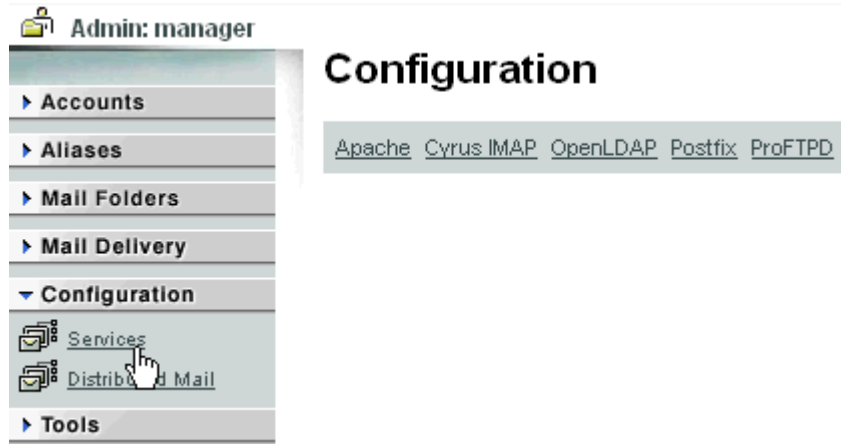 Admin: manager
Configuration
Accounts
Apache Cyrus IMAP OpenLDAP Postfix ProFTPD
Aliases
Mail Folders
Mail Delivery
Configuration
Services
Distributed Mail
Tools